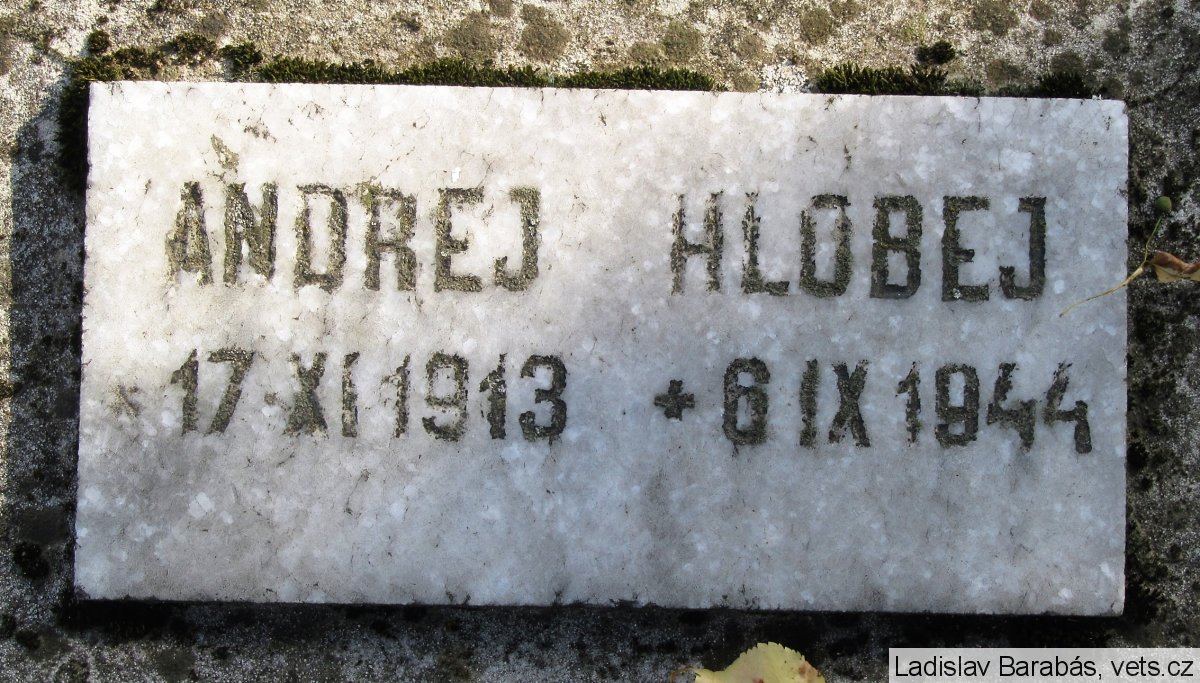 ANDREJ HLOBEJ
* 17 XI 1913 + 6 IX 1944
Ladislav Barabás, vets.cz